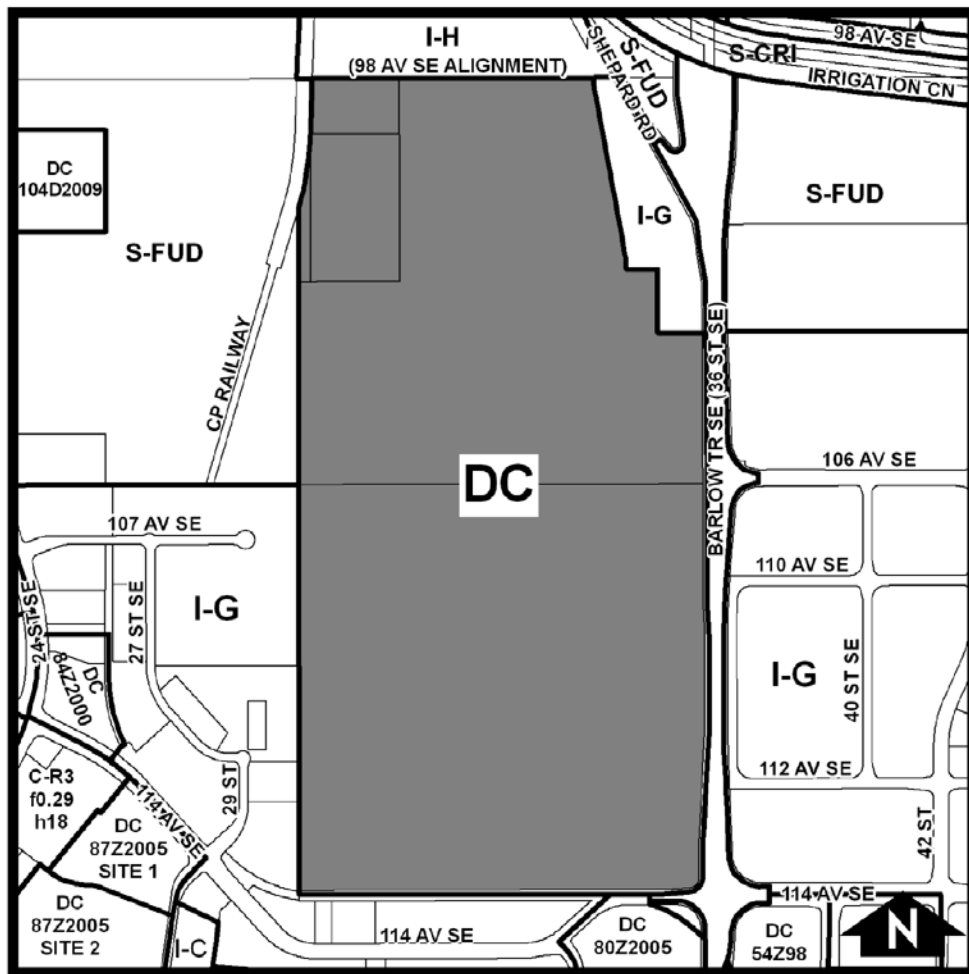 I-H
(98 AV SE ALIGNMENT)
SHEPARD RD
S-FUD
S-CRI
98 AV SE
IRRIGATION CN
DC
104D2009
S-FUD
I-G
S-FUD
CP RAILWAY
BARLOW TR SE (36 ST SE)
DC
106 AV SE
107 AV SE
110 AV SE
24 ST SE
27 ST SE
I-G
DC
84Z2000
I-G
40 ST SE
C-R3
f0.29
h18
114 AV SE
29 ST
112 AV SE
42 ST
DC
87Z2005
SITE 1
DC
87Z2005
SITE 2
I-C
114 AV SE
DC
80Z2005
DC
54Z98
114 AV SE
N